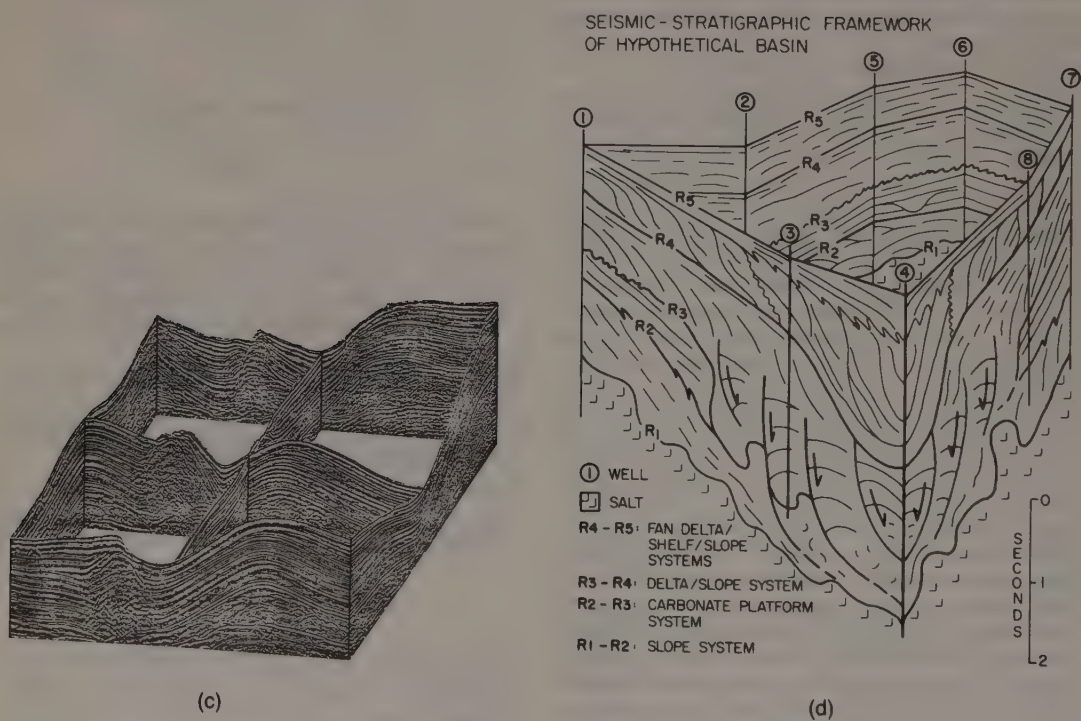 SEISMIC - STRATIGRAPHIC FRAMEWORK
OF HYPOTHETICAL BASIN
①
②
⑤
⑥
⑦
R5
R4
R3
R2
R1
⑧
R5
R4
③
④
R3
R2
R1
① WELL
SALT
R4 - R5: FAN DELTA/
SHELF/SLOPE
SYSTEMS
R3 - R4: DELTA/SLOPE SYSTEM
R2 - R3: CARBONATE PLATFORM
SYSTEM
R1 - R2: SLOPE SYSTEM
0
1
2
SECONDS
(c)
(d)